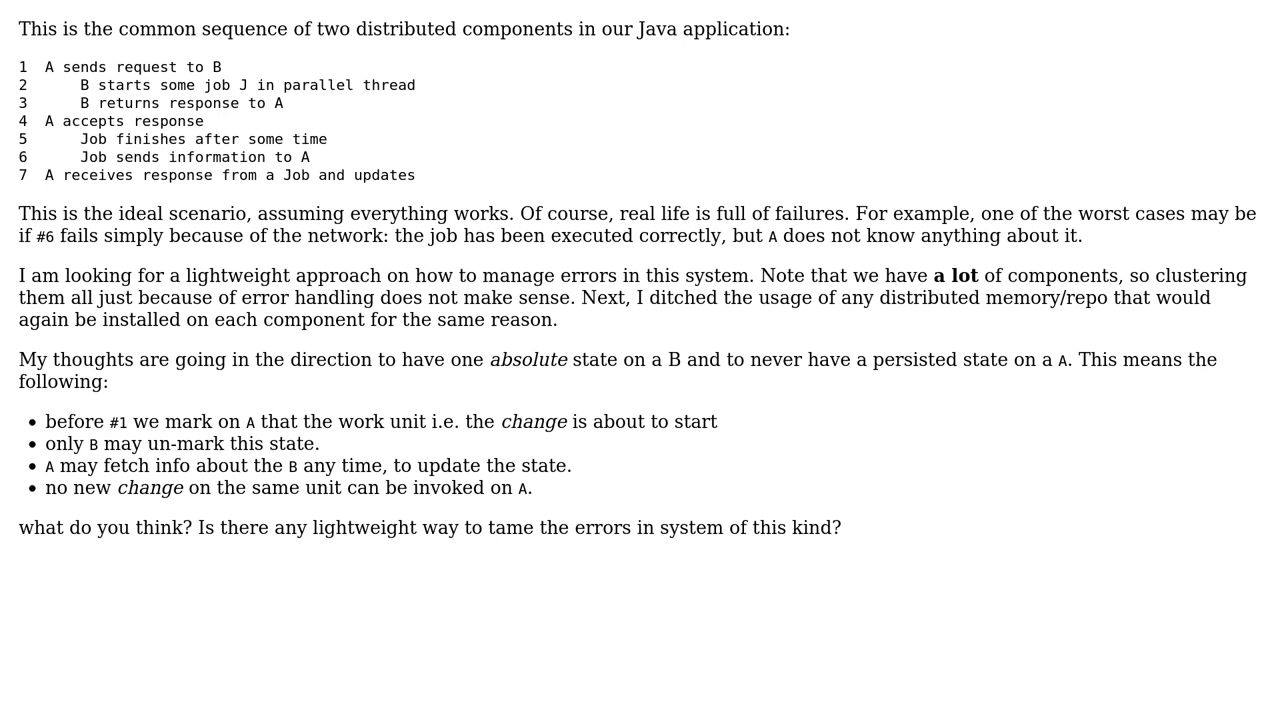 This is the common sequence of two distributed components in our Java application:
1  A sends request to B
2      B starts some job J in parallel thread
3      B returns response to A
4  A accepts response
5      Job finishes after some time
6      Job sends information to A
7  A receives response from a Job and updates
This is the ideal scenario, assuming everything works. Of course, real life is full of failures. For example, one of the worst cases may be
if #6 fails simply because of the network: the job has been executed correctly, but A does not know anything about it.
I am looking for a lightweight approach on how to manage errors in this system. Note that we have a lot of components, so clustering
them all just because of error handling does not make sense. Next, I ditched the usage of any distributed memory/repo that would
again be installed on each component for the same reason.
My thoughts are going in the direction to have one absolute state on a B and to never have a persisted state on a A. This means the
following:
• before #1 we mark on A that the work unit i.e. the change is about to start
• only B may un-mark this state.
• A may fetch info about the B any time, to update the state.
• no new change on the same unit can be invoked on A.
what do you think? Is there any lightweight way to tame the errors in system of this kind?